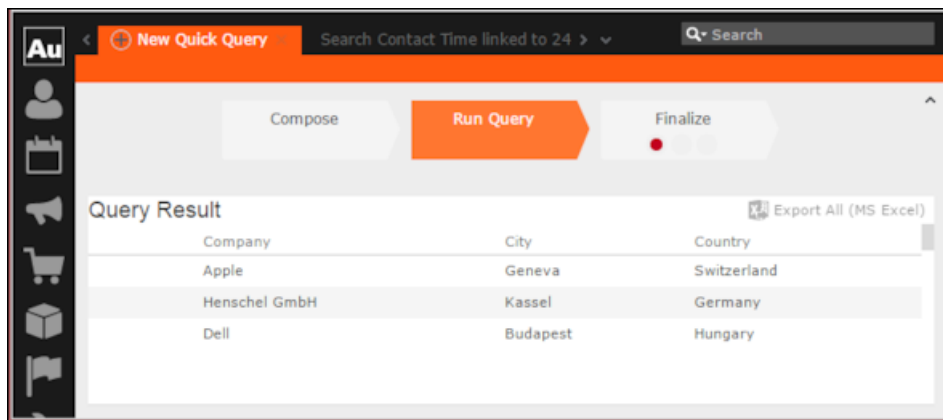 Au
New Quick Query
Search Contact Time linked to 24
Search
Compose
Run Query
Finalize
Query Result
Export All (MS Excel)
Company City Country
Apple Geneva Switzerland
Henschel GmbH Kassel Germany
Dell Budapest Hungary